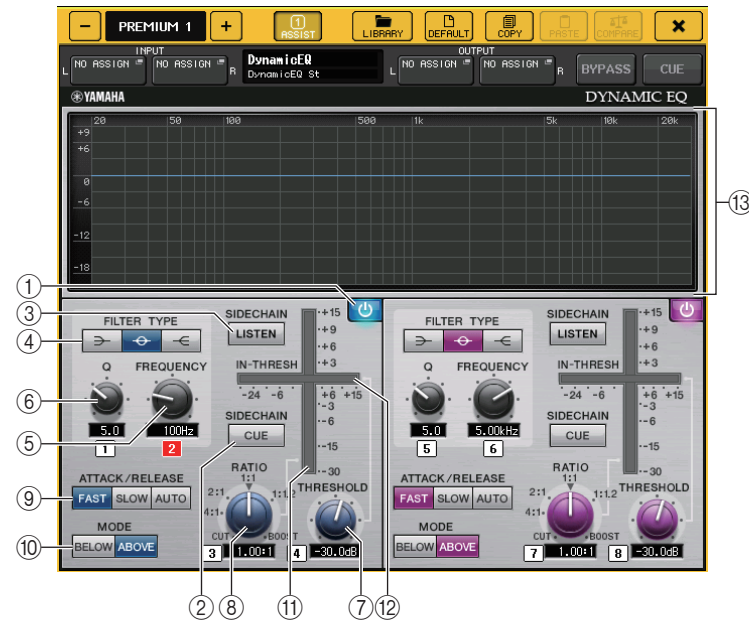 − PREMIUM 1 + 1 ASSIST LIBRARY DEFAULT COPY PASTE COMPARE ×
INPUT OUTPUT
L NO ASSIGN NO ASSIGN R DynamicEQ L NO ASSIGN NO ASSIGN R BYPASS CUE
DynamicEQ St
YAMAHA DYNAMIC EQ
20 50 100 500 1k 5k 10k 20k
+9
+6
0
-6
-12
-18
⑬
①
③
④
⑥
⑤
⑨
⑩
FILTER TYPE
SIDECHAIN
LISTEN
+15
+9
+6
+3
Q FREQUENCY
IN-THRESH
-24 -6 +6 +15
-3
-6
-15
-30
5.0 100Hz
1 2
SIDECHAIN
CUE
ATTACK/RELEASE
FAST SLOW AUTO
MODE
BELOW ABOVE
RATIO
1:1
2:1 1:1.2
4:1
CUT BOOST
3 1.00:1
THRESHOLD
4 -30.0dB
FILTER TYPE
SIDECHAIN
LISTEN
+15
+9
+6
+3
Q FREQUENCY
IN-THRESH
-24 -6 +6 +15
-3
-6
-15
-30
5.0 5.00kHz
5 6
SIDECHAIN
CUE
ATTACK/RELEASE
FAST SLOW AUTO
MODE
BELOW ABOVE
RATIO
1:1
2:1 1:1.2
4:1
CUT BOOST
7 1.00:1
THRESHOLD
8 -30.0dB
② ⑧ ⑪ ⑦ ⑫